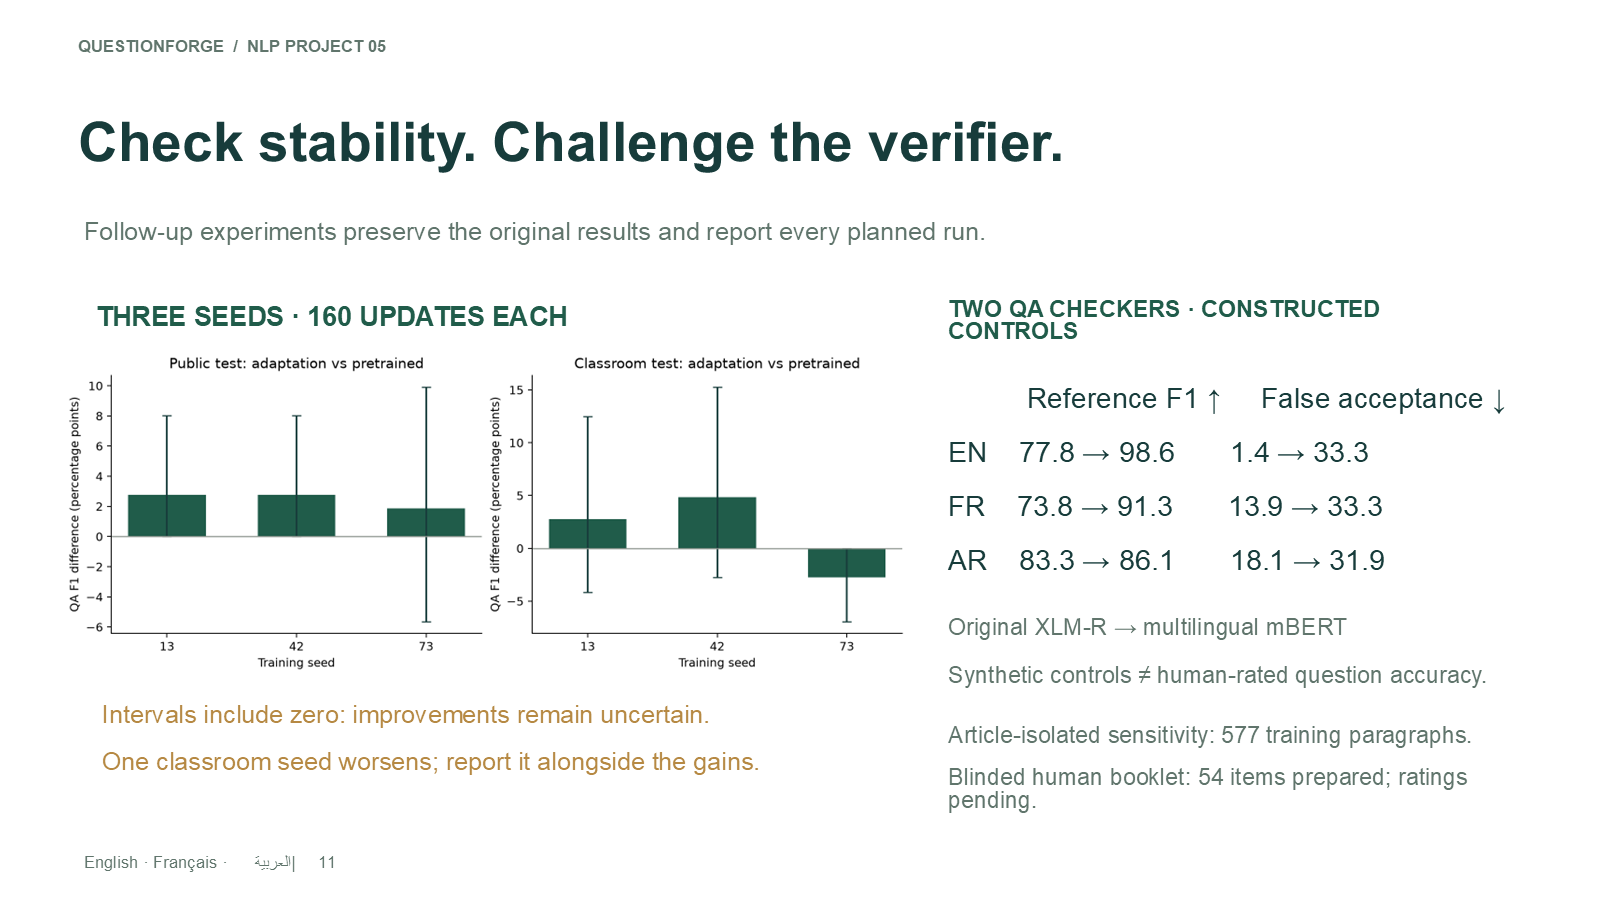 QUESTIONFORGE / NLP PROJECT 05
Check stability. Challenge the verifier.
Follow-up experiments preserve the original results and report every planned run.
THREE SEEDS · 160 UPDATES EACH
Public test: adaptation vs pretrained
QA F1 difference (percentage points)
10
8
6
4
2
0
−2
−4
−6
13 42 73
Training seed
Classroom test: adaptation vs pretrained
QA F1 difference (percentage points)
15
10
5
0
−5
13 42 73
Training seed
Intervals include zero: improvements remain uncertain.
One classroom seed worsens; report it alongside the gains.
TWO QA CHECKERS · CONSTRUCTED
CONTROLS
Reference F1 ↑ False acceptance ↓
EN 77.8 → 98.6 1.4 → 33.3
FR 73.8 → 91.3 13.9 → 33.3
AR 83.3 → 86.1 18.1 → 31.9
Original XLM-R → multilingual mBERT
Synthetic controls ≠ human-rated question accuracy.
Article-isolated sensitivity: 577 training paragraphs.
Blinded human booklet: 54 items prepared; ratings
pending.
English · Français · العربية| 11